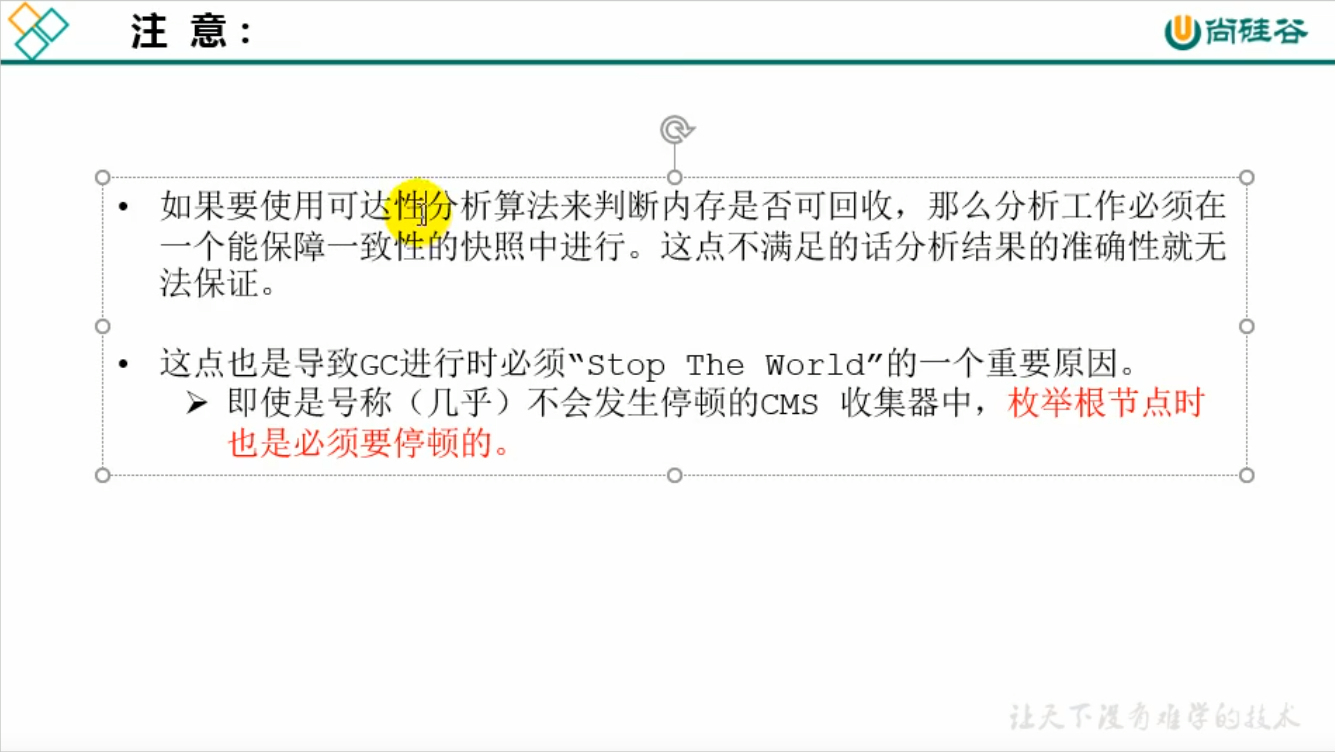 注 意：
尚硅谷
• 如果要使用可达性分析算法来判断内存是否可回收，那么分析工作必须在
一个能保障一致性的快照中进行。这点不满足的话分析结果的准确性就无
法保证。
• 这点也是导致GC进行时必须“Stop The World”的一个重要原因。
➢ 即使是号称（几乎）不会发生停顿的CMS 收集器中，枚举根节点时
也是必须要停顿的。
让天下没有难学的技术